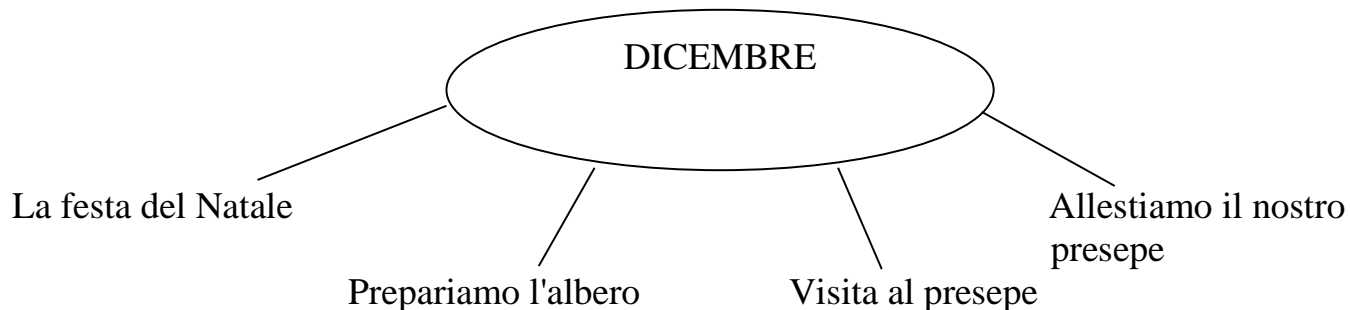 DICEMBRE
La festa del Natale
Prepariamo l'albero
Visita al presepe
Allestiamo il nostro
presepe